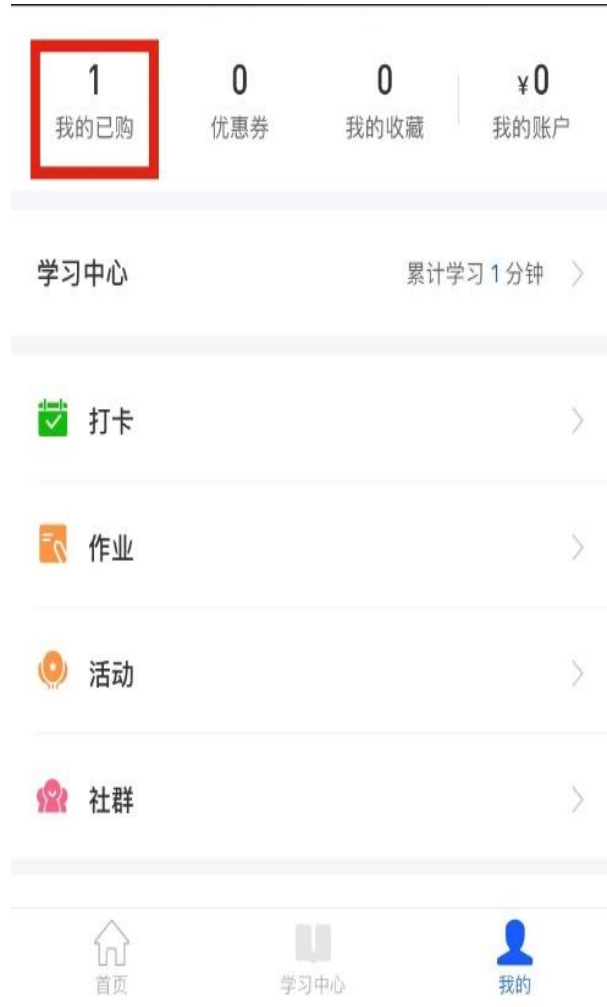 1 0 0 ¥0
我的已购 优惠券 我的收藏 我的账户
学习中心 累计学习 1 分钟
打卡
作业
活动
社群
首页 学习中心 我的